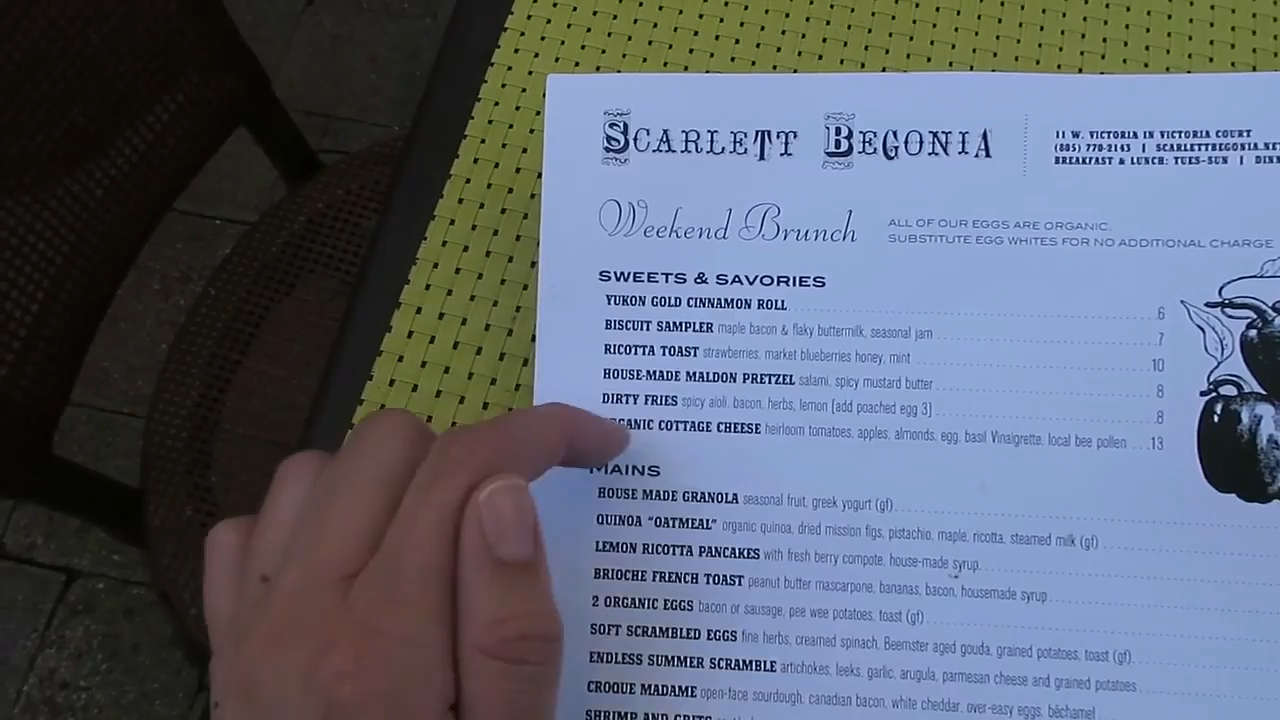 SCARLETT BEGONIA
11 W. VICTORIA IN VICTORIA COURT
(805) 770-2143 | SCARLETTBEGONIA.NET
BREAKFAST & LUNCH: TUES-SUN |
Weekend Brunch
ALL OF OUR EGGS ARE ORGANIC.
SUBSTITUTE EGG WHITES FOR NO ADDITIONAL CHARGE
SWEETS & SAVORIES
YUKON GOLD CINNAMON ROLL 6
BISCUIT SAMPLER maple bacon & flaky buttermilk, seasonal jam 7
RICOTTA TOAST strawberries, market blueberries honey, mint 10
HOUSE-MADE MALDON PRETZEL salami, spicy mustard butter 8
DIRTY FRIES spicy aioli, bacon, herbs, lemon [add poached egg 3] 8
ORGANIC COTTAGE CHEESE heirloom tomatoes, apples, almonds, egg, basil Vinaigrette, local bee pollen 13
MAINS
HOUSE MADE GRANOLA seasonal fruit, greek yogurt (gf)
QUINOA "OATMEAL" organic quinoa, dried mission figs, pistachio, maple, ricotta, steamed milk (gf)
LEMON RICOTTA PANCAKES with fresh berry compote, house-made syrup
BRIOCHE FRENCH TOAST peanut butter mascarpone, bananas, bacon, housemade syrup
2 ORGANIC EGGS bacon or sausage, pee wee potatoes, toast (gf)
SOFT SCRAMBLED EGGS fine herbs, creamed spinach, Beemster aged gouda, grained potatoes, toast (gf)
ENDLESS SUMMER SCRAMBLE artichokes, leeks, garlic, arugula, parmesan cheese and grained potatoes
CROQUE MADAME open-face sourdough, canadian bacon, white cheddar, over-easy eggs, béchamel
SHRIMP AND GRITS